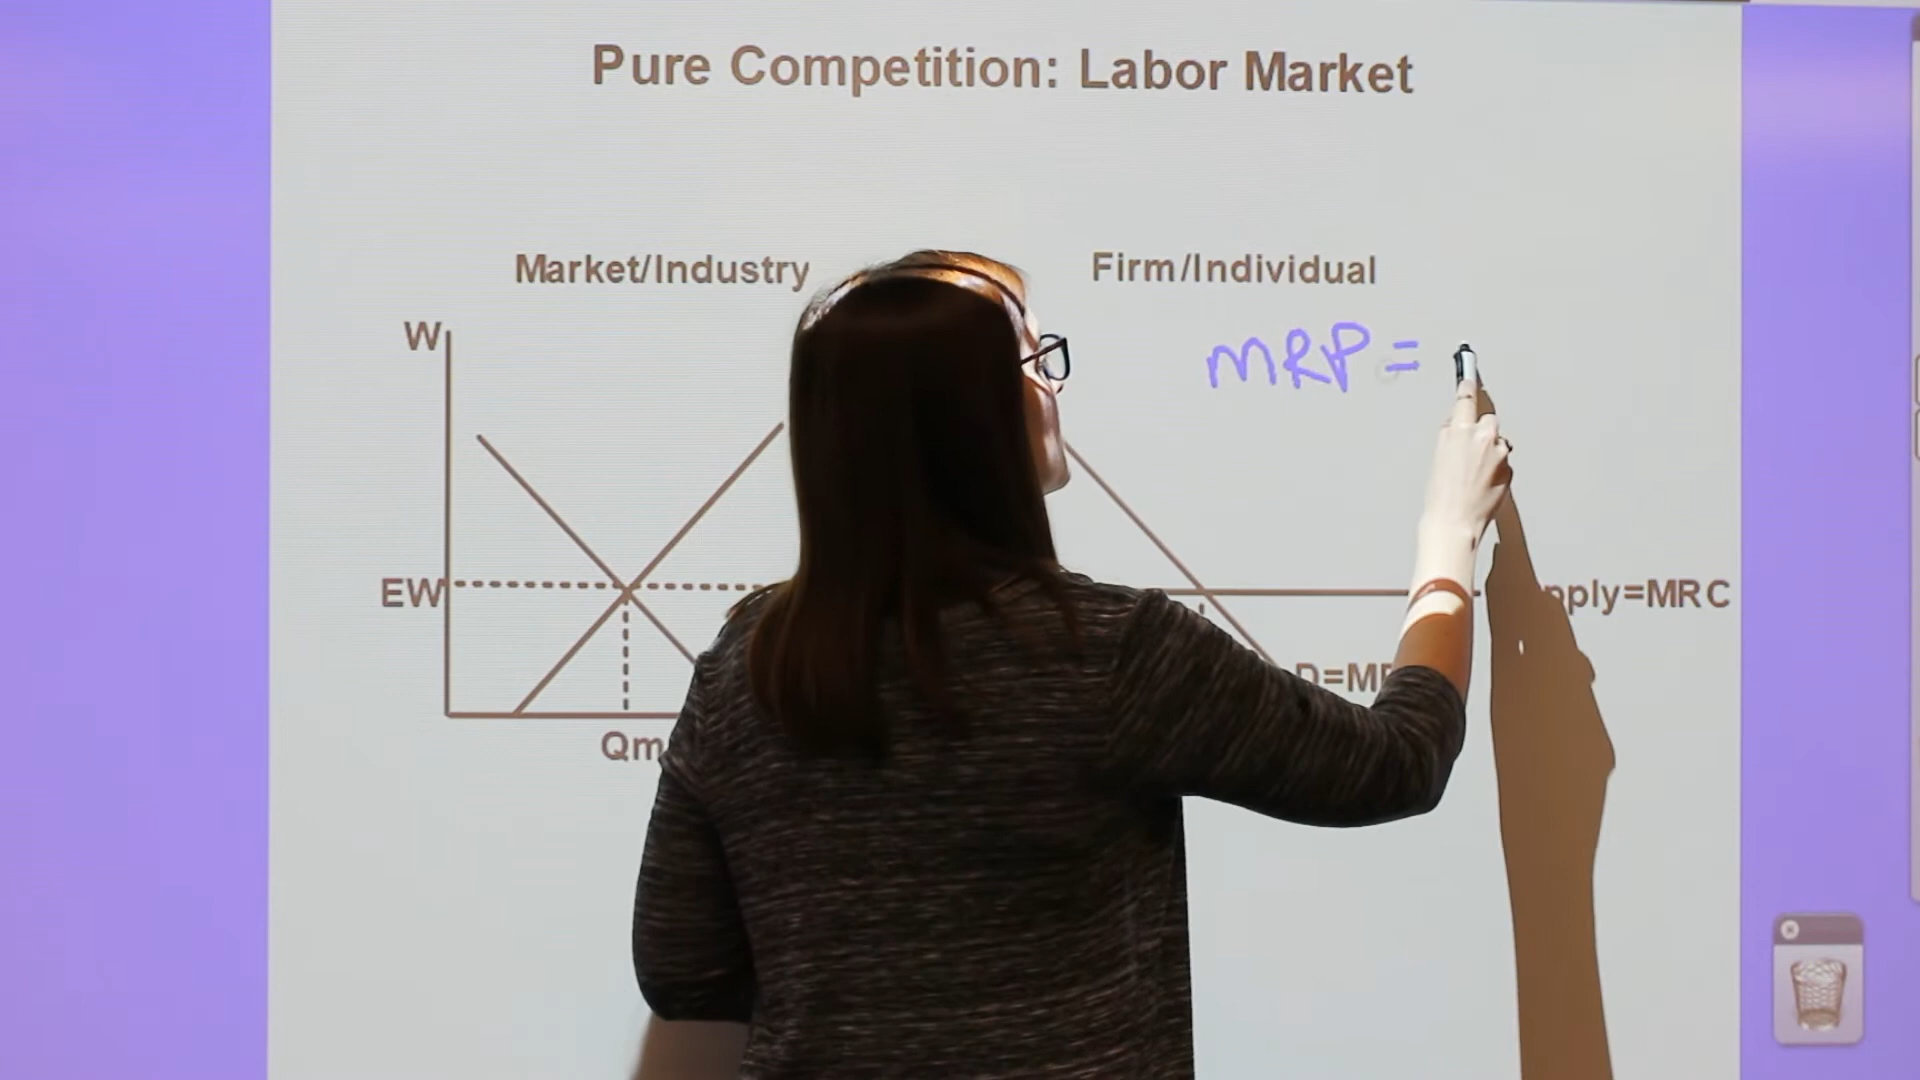 Pure Competition: Labor Market
Market/Industry
Firm/Individual
W
MRP =
EW
pply=MRC
D=M
Qm